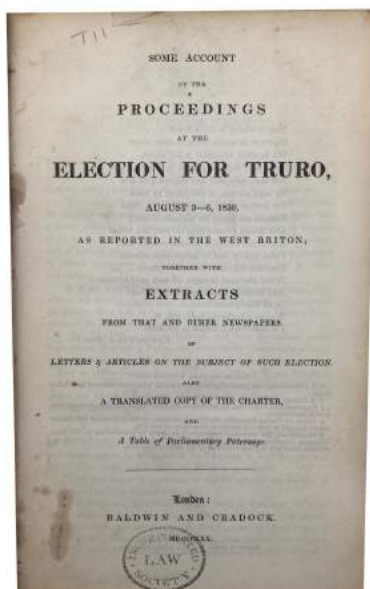 T11
SOME ACCOUNT
OF THE
PROCEEDINGS
AT THE
ELECTION FOR TRURO,
AUGUST 3—6, 1830,
AS REPORTED IN THE WEST BRITON;
TOGETHER WITH
EXTRACTS
FROM THAT AND OTHER NEWSPAPERS
OF
LETTERS & ARTICLES ON THE SUBJECT OF SUCH ELECTION.
ALSO
A TRANSLATED COPY OF THE CHARTER,
AND
A Table of Parliamentary Patronage.
London:
BALDWIN AND CRADOCK.
MDCCCXXX.
INCORPORATED
LAW
SOCIETY